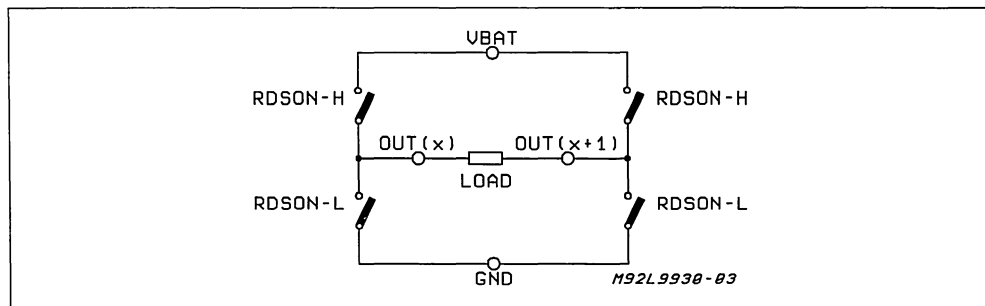 VBAT
RDSON-H RDSON-H
OUT(x) OUT(x+1)
LOAD
RDSON-L RDSON-L
GND
M92L9930-03